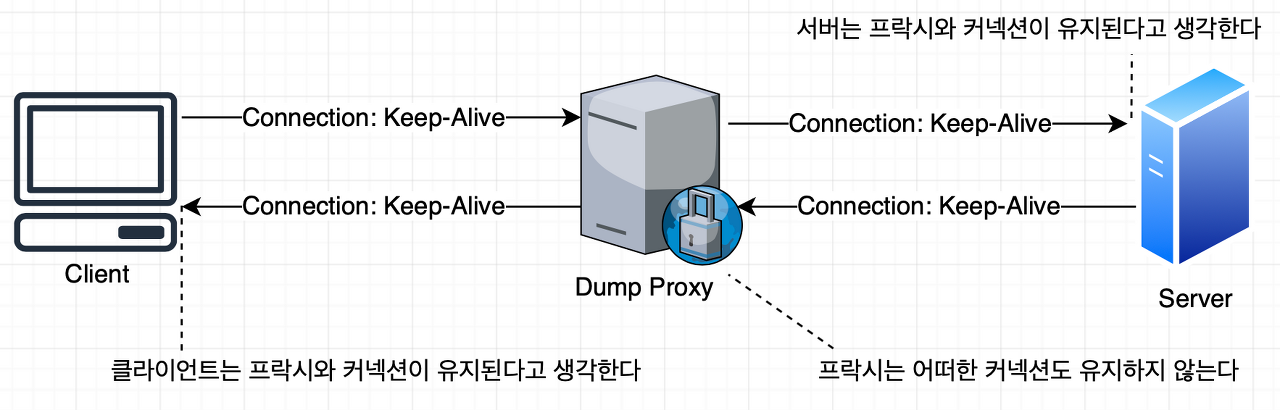 서버는 프락시와 커넥션이 유지된다고 생각한다
Connection: Keep-Alive
Connection: Keep-Alive
Connection: Keep-Alive
Connection: Keep-Alive
Client
Dump Proxy
Server
클라이언트는 프락시와 커넥션이 유지된다고 생각한다
프락시는 어떠한 커넥션도 유지하지 않는다